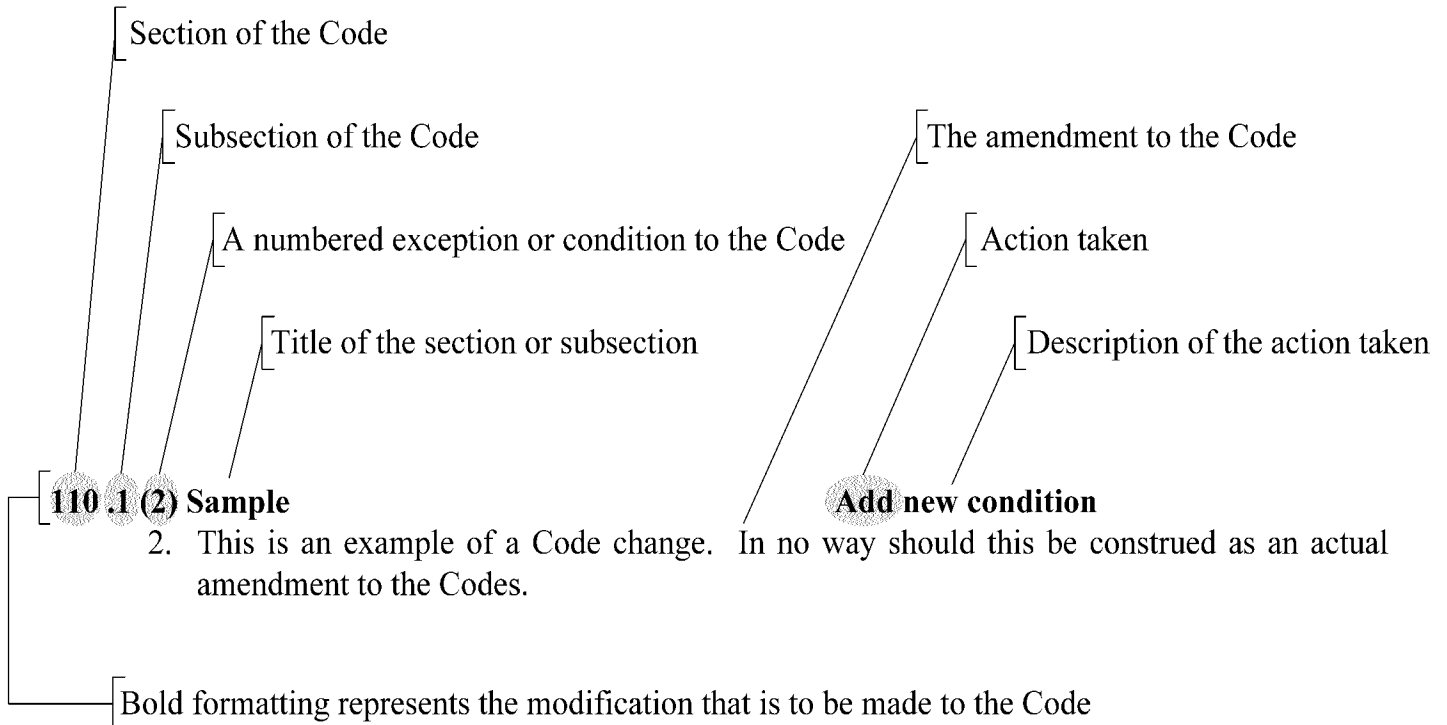 Section of the Code
Subsection of the Code
The amendment to the Code
A numbered exception or condition to the Code
Action taken
Title of the section or subsection
Description of the action taken
110 .1 (2) Sample
Add new condition
2. This is an example of a Code change. In no way should this be construed as an actual
amendment to the Codes.
Bold formatting represents the modification that is to be made to the Code